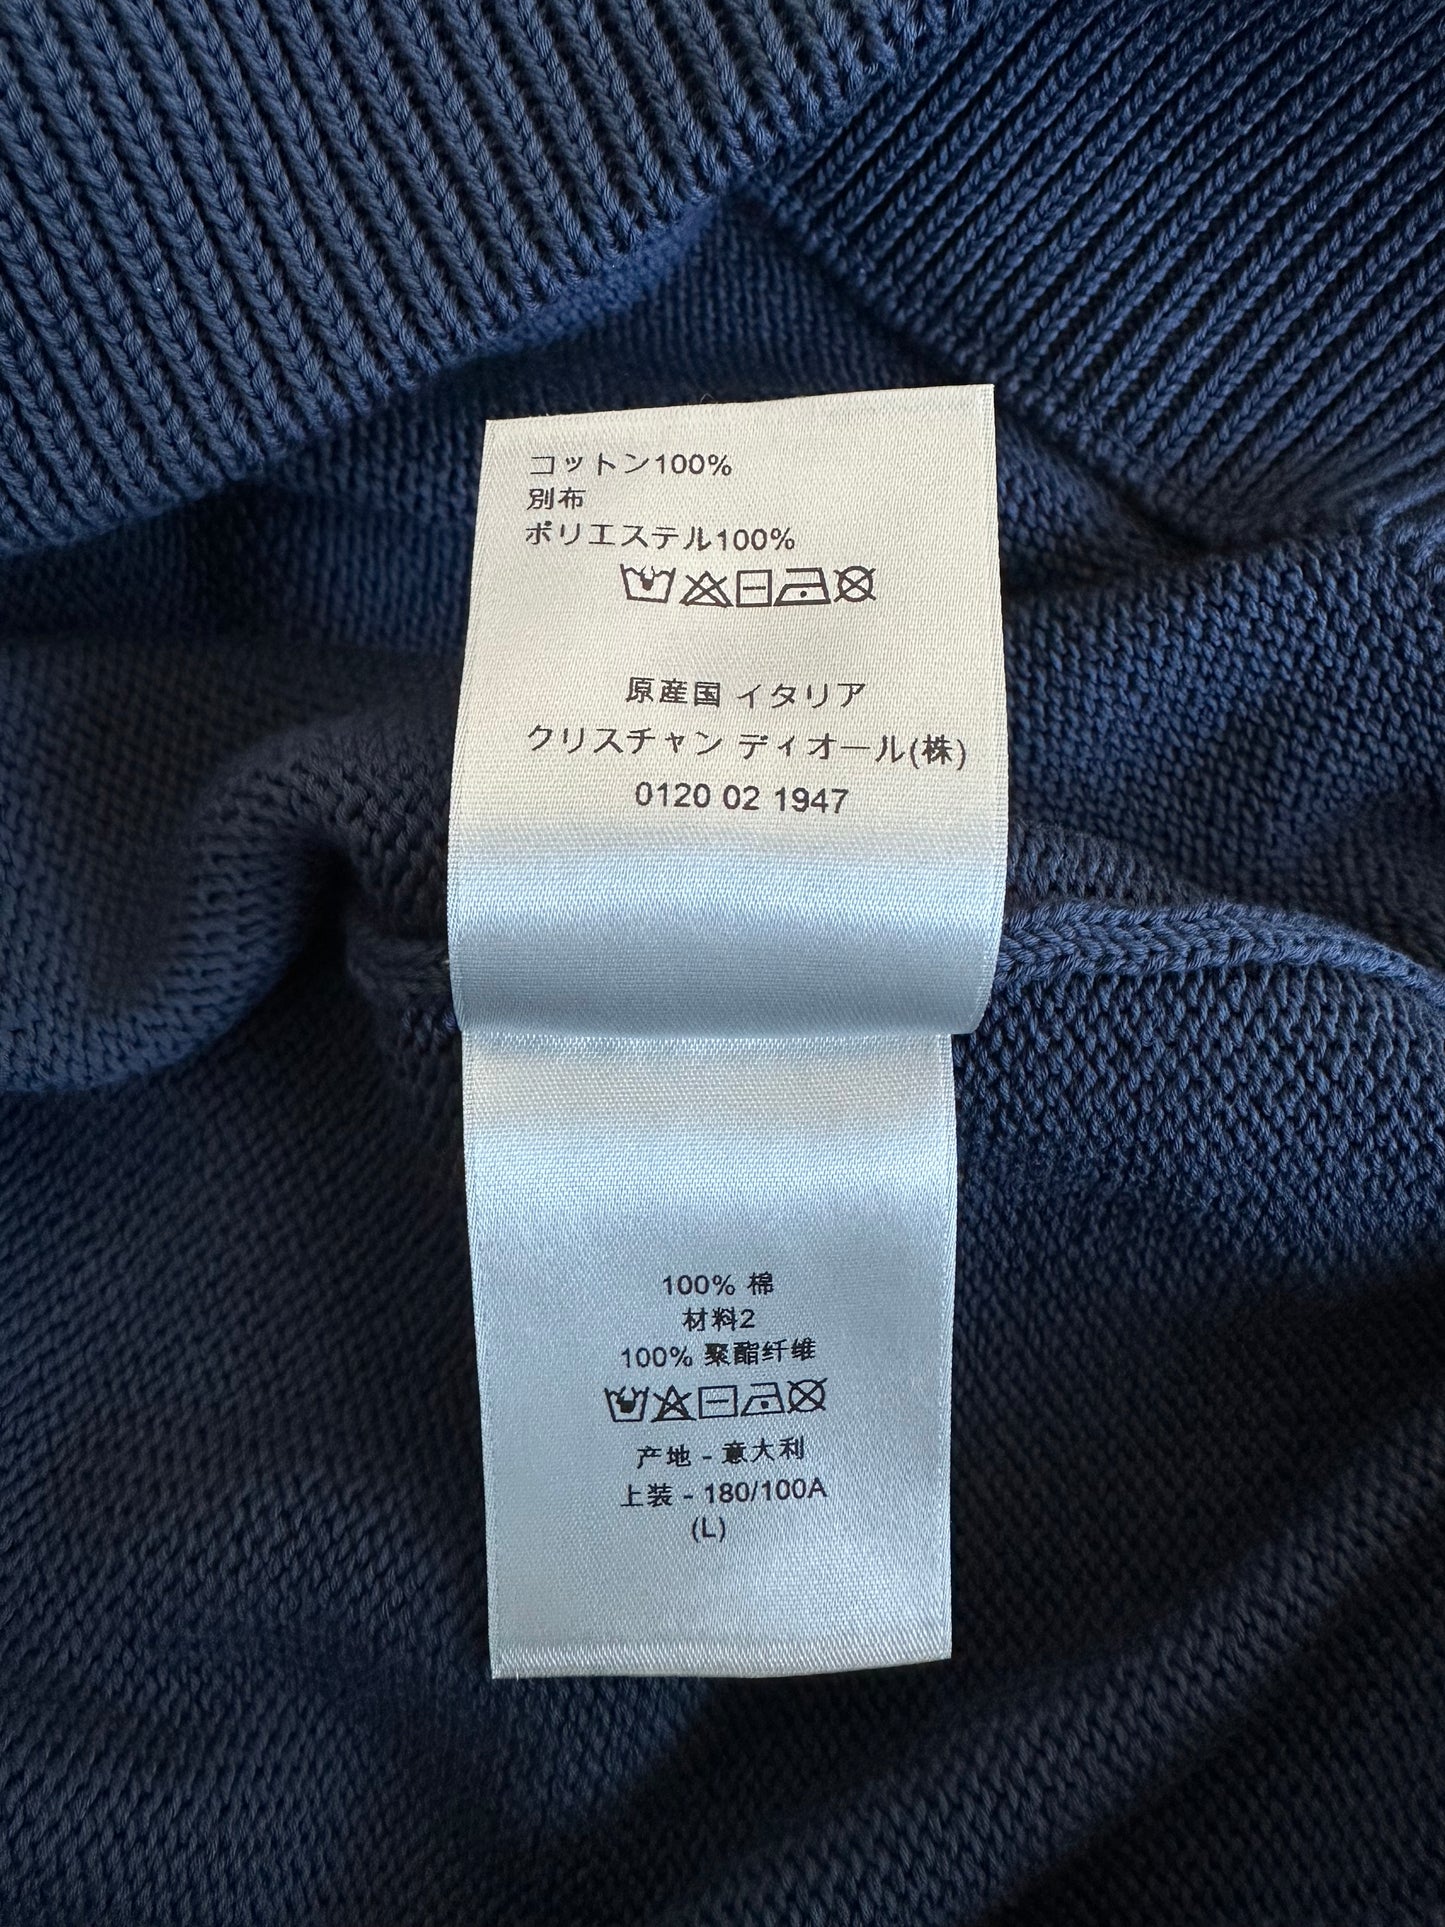 コットン100%
別布
ポリエステル100%
原産国 イタリア
クリスチャン ディオール(株)
0120 02 1947
100% 棉
材料2
100% 聚酯纤维
产地 - 意大利
上装 - 180/100A
(L)